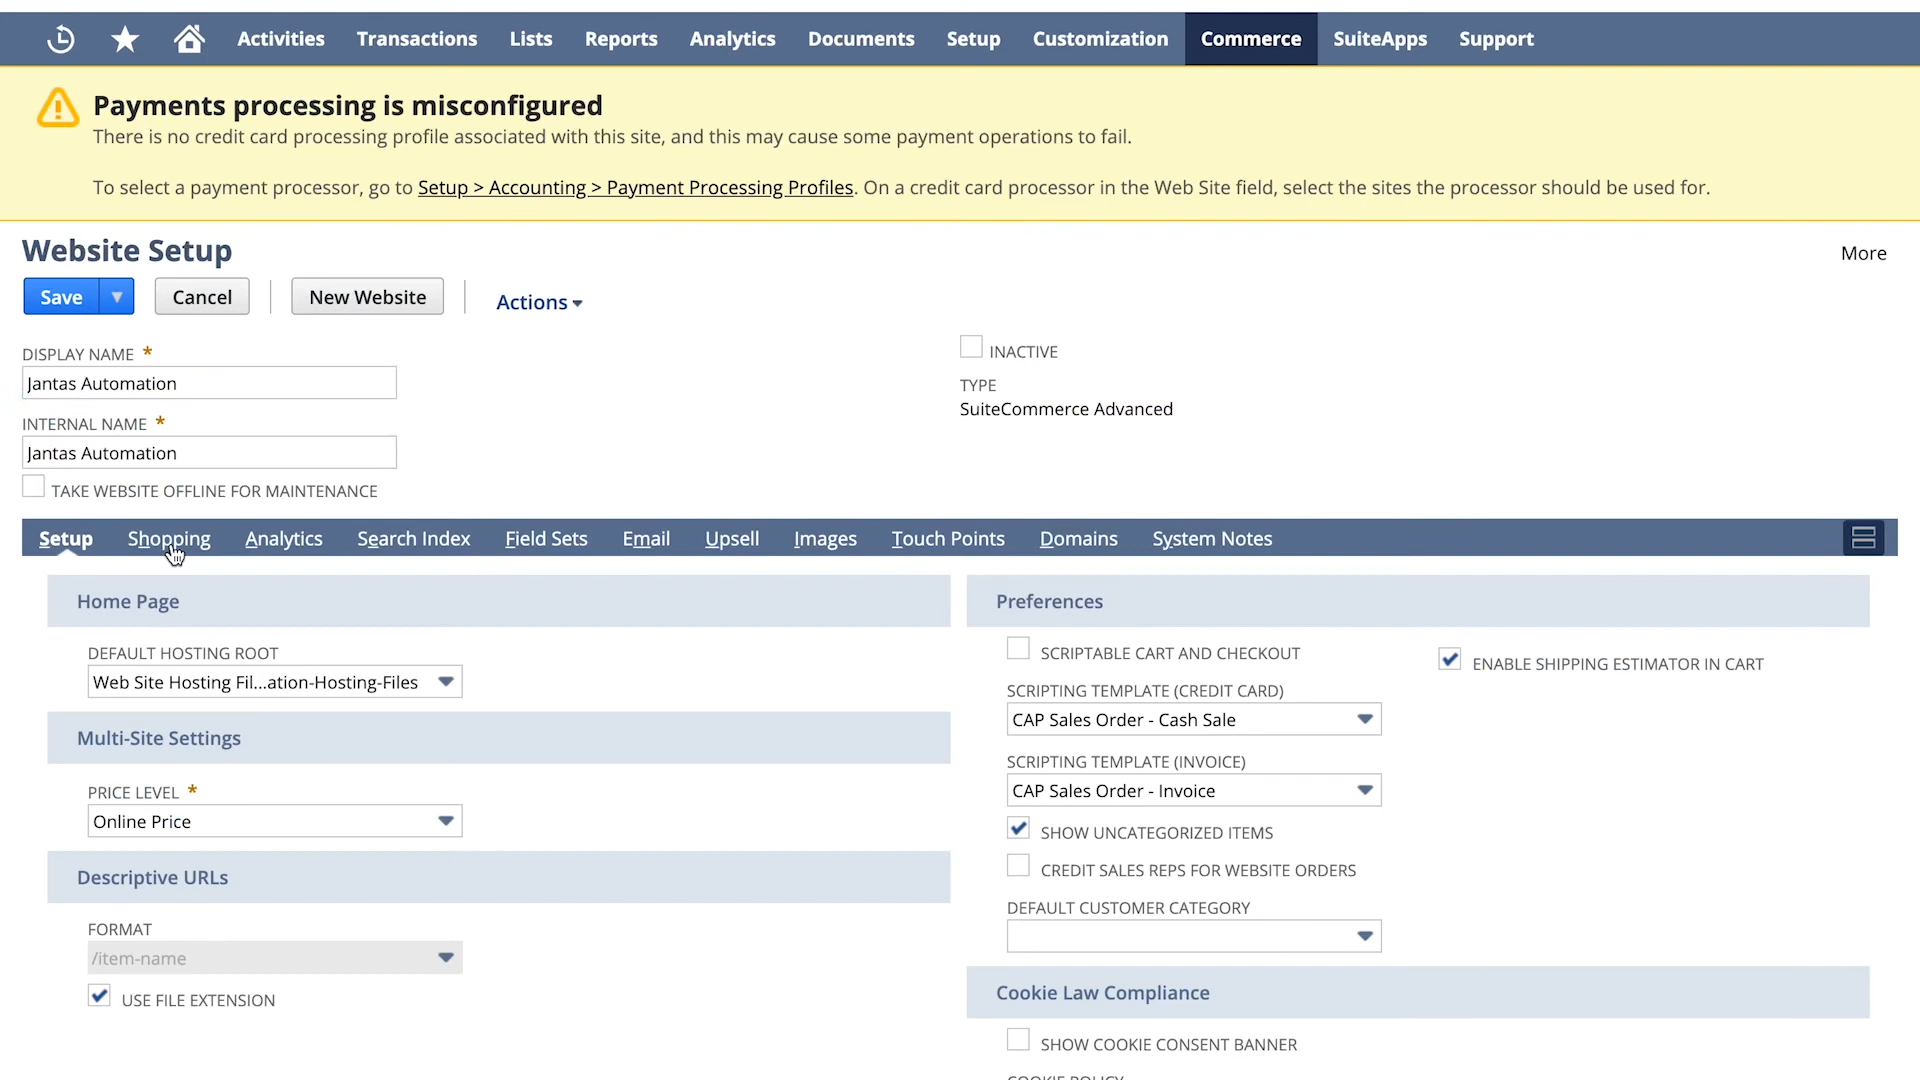 Activities Transactions Lists Reports Analytics Documents Setup Customization Commerce SuiteApps Support
Payments processing is misconfigured
There is no credit card processing profile associated with this site, and this may cause some payment operations to fail.
To select a payment processor, go to Setup > Accounting > Payment Processing Profiles. On a credit card processor in the Web Site field, select the sites the processor should be used for.
Website Setup
More
Save Cancel New Website Actions
DISPLAY NAME *
Jantas Automation
INTERNAL NAME *
Jantas Automation
TAKE WEBSITE OFFLINE FOR MAINTENANCE
INACTIVE
TYPE
SuiteCommerce Advanced
Setup Shopping Analytics Search Index Field Sets Email Upsell Images Touch Points Domains System Notes
Home Page
DEFAULT HOSTING ROOT
Web Site Hosting Fil...ation-Hosting-Files
Multi-Site Settings
PRICE LEVEL *
Online Price
Descriptive URLs
FORMAT
/item-name
USE FILE EXTENSION
Preferences
SCRIPTABLE CART AND CHECKOUT
SCRIPTING TEMPLATE (CREDIT CARD)
CAP Sales Order - Cash Sale
SCRIPTING TEMPLATE (INVOICE)
CAP Sales Order - Invoice
SHOW UNCATEGORIZED ITEMS
CREDIT SALES REPS FOR WEBSITE ORDERS
DEFAULT CUSTOMER CATEGORY
ENABLE SHIPPING ESTIMATOR IN CART
Cookie Law Compliance
SHOW COOKIE CONSENT BANNER
COOKIE POLICY